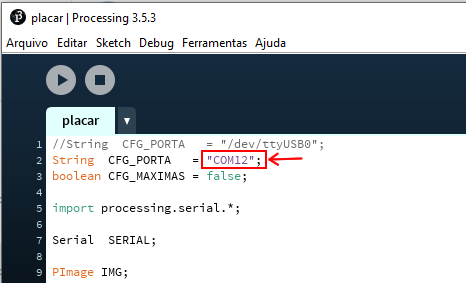 placar | Processing 3.5.3
Arquivo Editar Sketch Debug Ferramentas Ajuda
placar
1 //String  CFG_PORTA   = "/dev/ttyUSB0";
2 String  CFG_PORTA   = "COM12";
3 boolean CFG_MAXIMAS = false;
4
5 import processing.serial.*;
6
7 Serial  SERIAL;
8
9 PImage IMG;